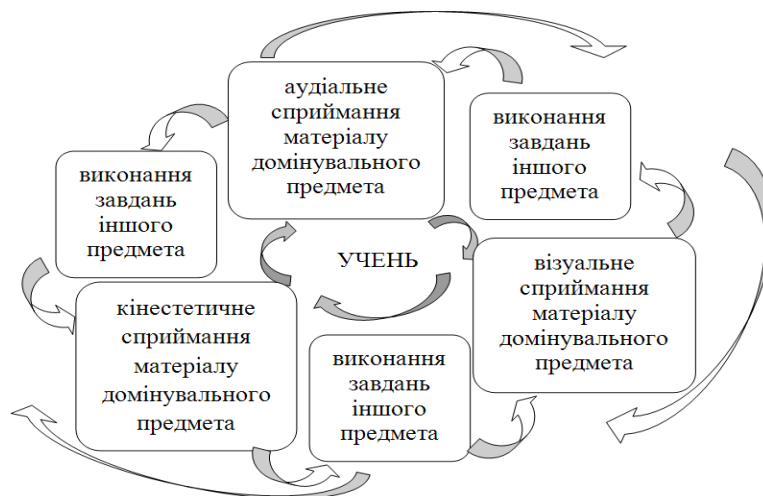 аудіальне
сприймання
матеріалу
домінувального
предмета
виконання
завдань
іншого
предмета
виконання
завдань
іншого
предмета
УЧЕНЬ
візуальне
сприймання
матеріалу
домінувального
предмета
кінестетичне
сприймання
матеріалу
домінувального
предмета
виконання
завдань
іншого
предмета